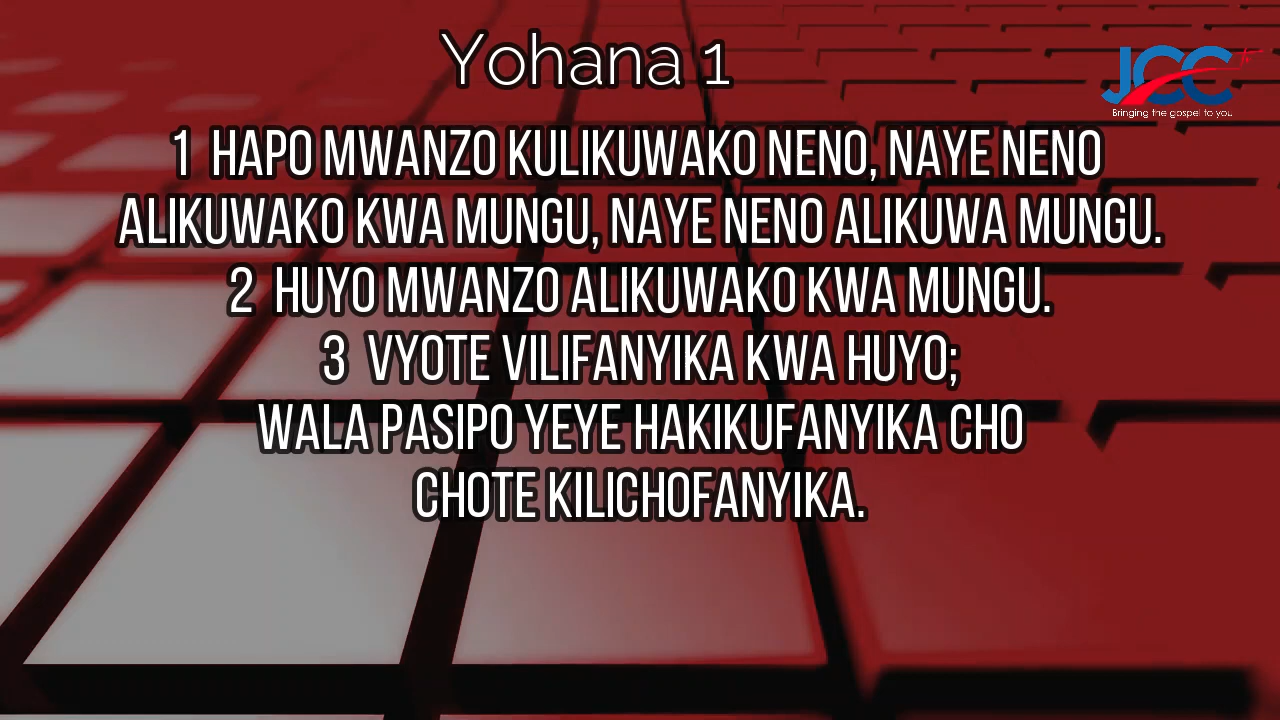 Yohana 1
JCC tv
Bringing the gospel to you
1 HAPO MWANZO KULIKUWAKO NENO, NAYE NENO
ALIKUWAKO KWA MUNGU, NAYE NENO ALIKUWA MUNGU.
2 HUYO MWANZO ALIKUWAKO KWA MUNGU.
3 VYOTE VILIFANYIKA KWA HUYO;
WALA PASIPO YEYE HAKIKUFANYIKA CHO
CHOTE KILICHOFANYIKA.